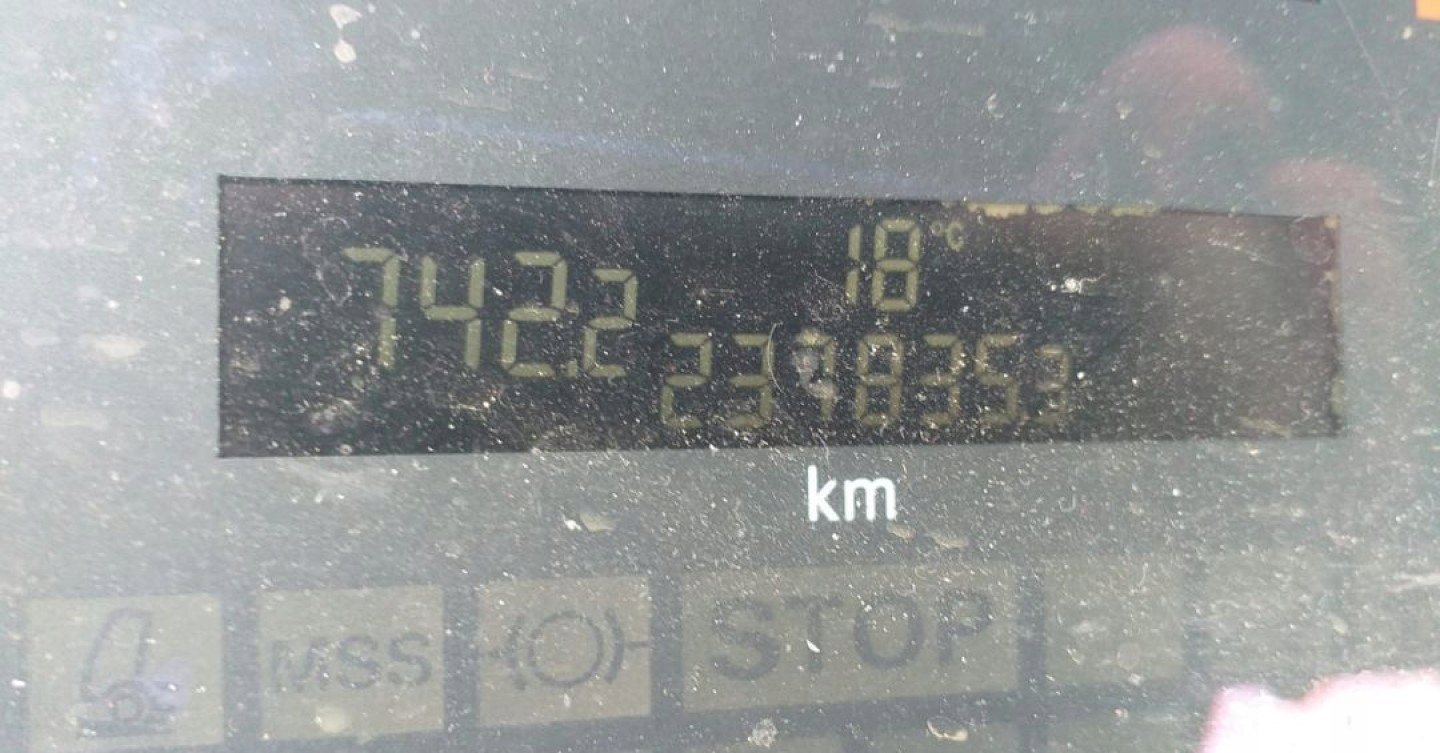 18 °C
742.2
2378353
km
MSS
STOP